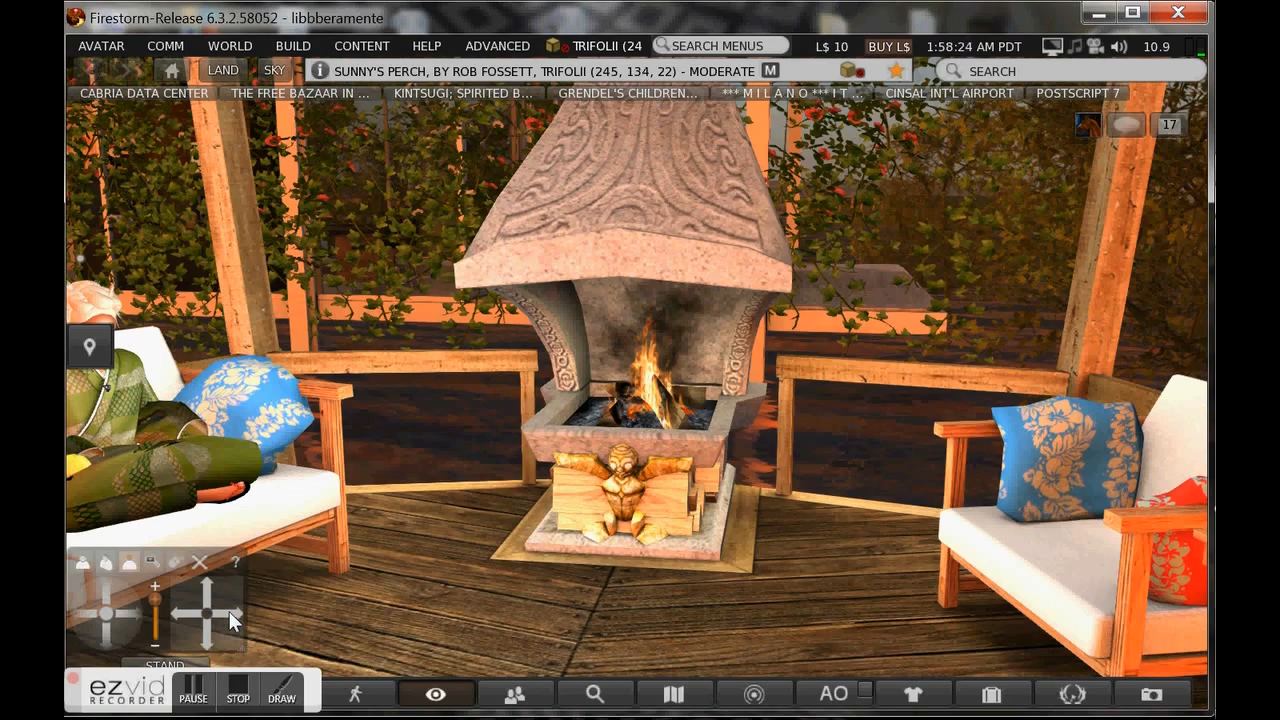 Firestorm-Release 6.3.2.58052 - libbberamente
AVATAR COMM WORLD BUILD CONTENT HELP ADVANCED TRIFOLII (24 SEARCH MENUS L$ 10 BUY L$ 1:58:24 AM PDT 10.9
LAND SKY SUNNY'S PERCH, BY ROB FOSSETT, TRIFOLII (245, 134, 22) - MODERATE M SEARCH
CABRIA DATA CENTER THE FREE BAZAAR IN ... KINTSUGI; SPIRITED B... GRENDEL'S CHILDREN... *** M I L A N O *** I T ... CINSAL INT'L AIRPORT POSTSCRIPT 7
17
?
+
−
STAND
ezvid
RECORDER
PAUSE STOP DRAW
AO